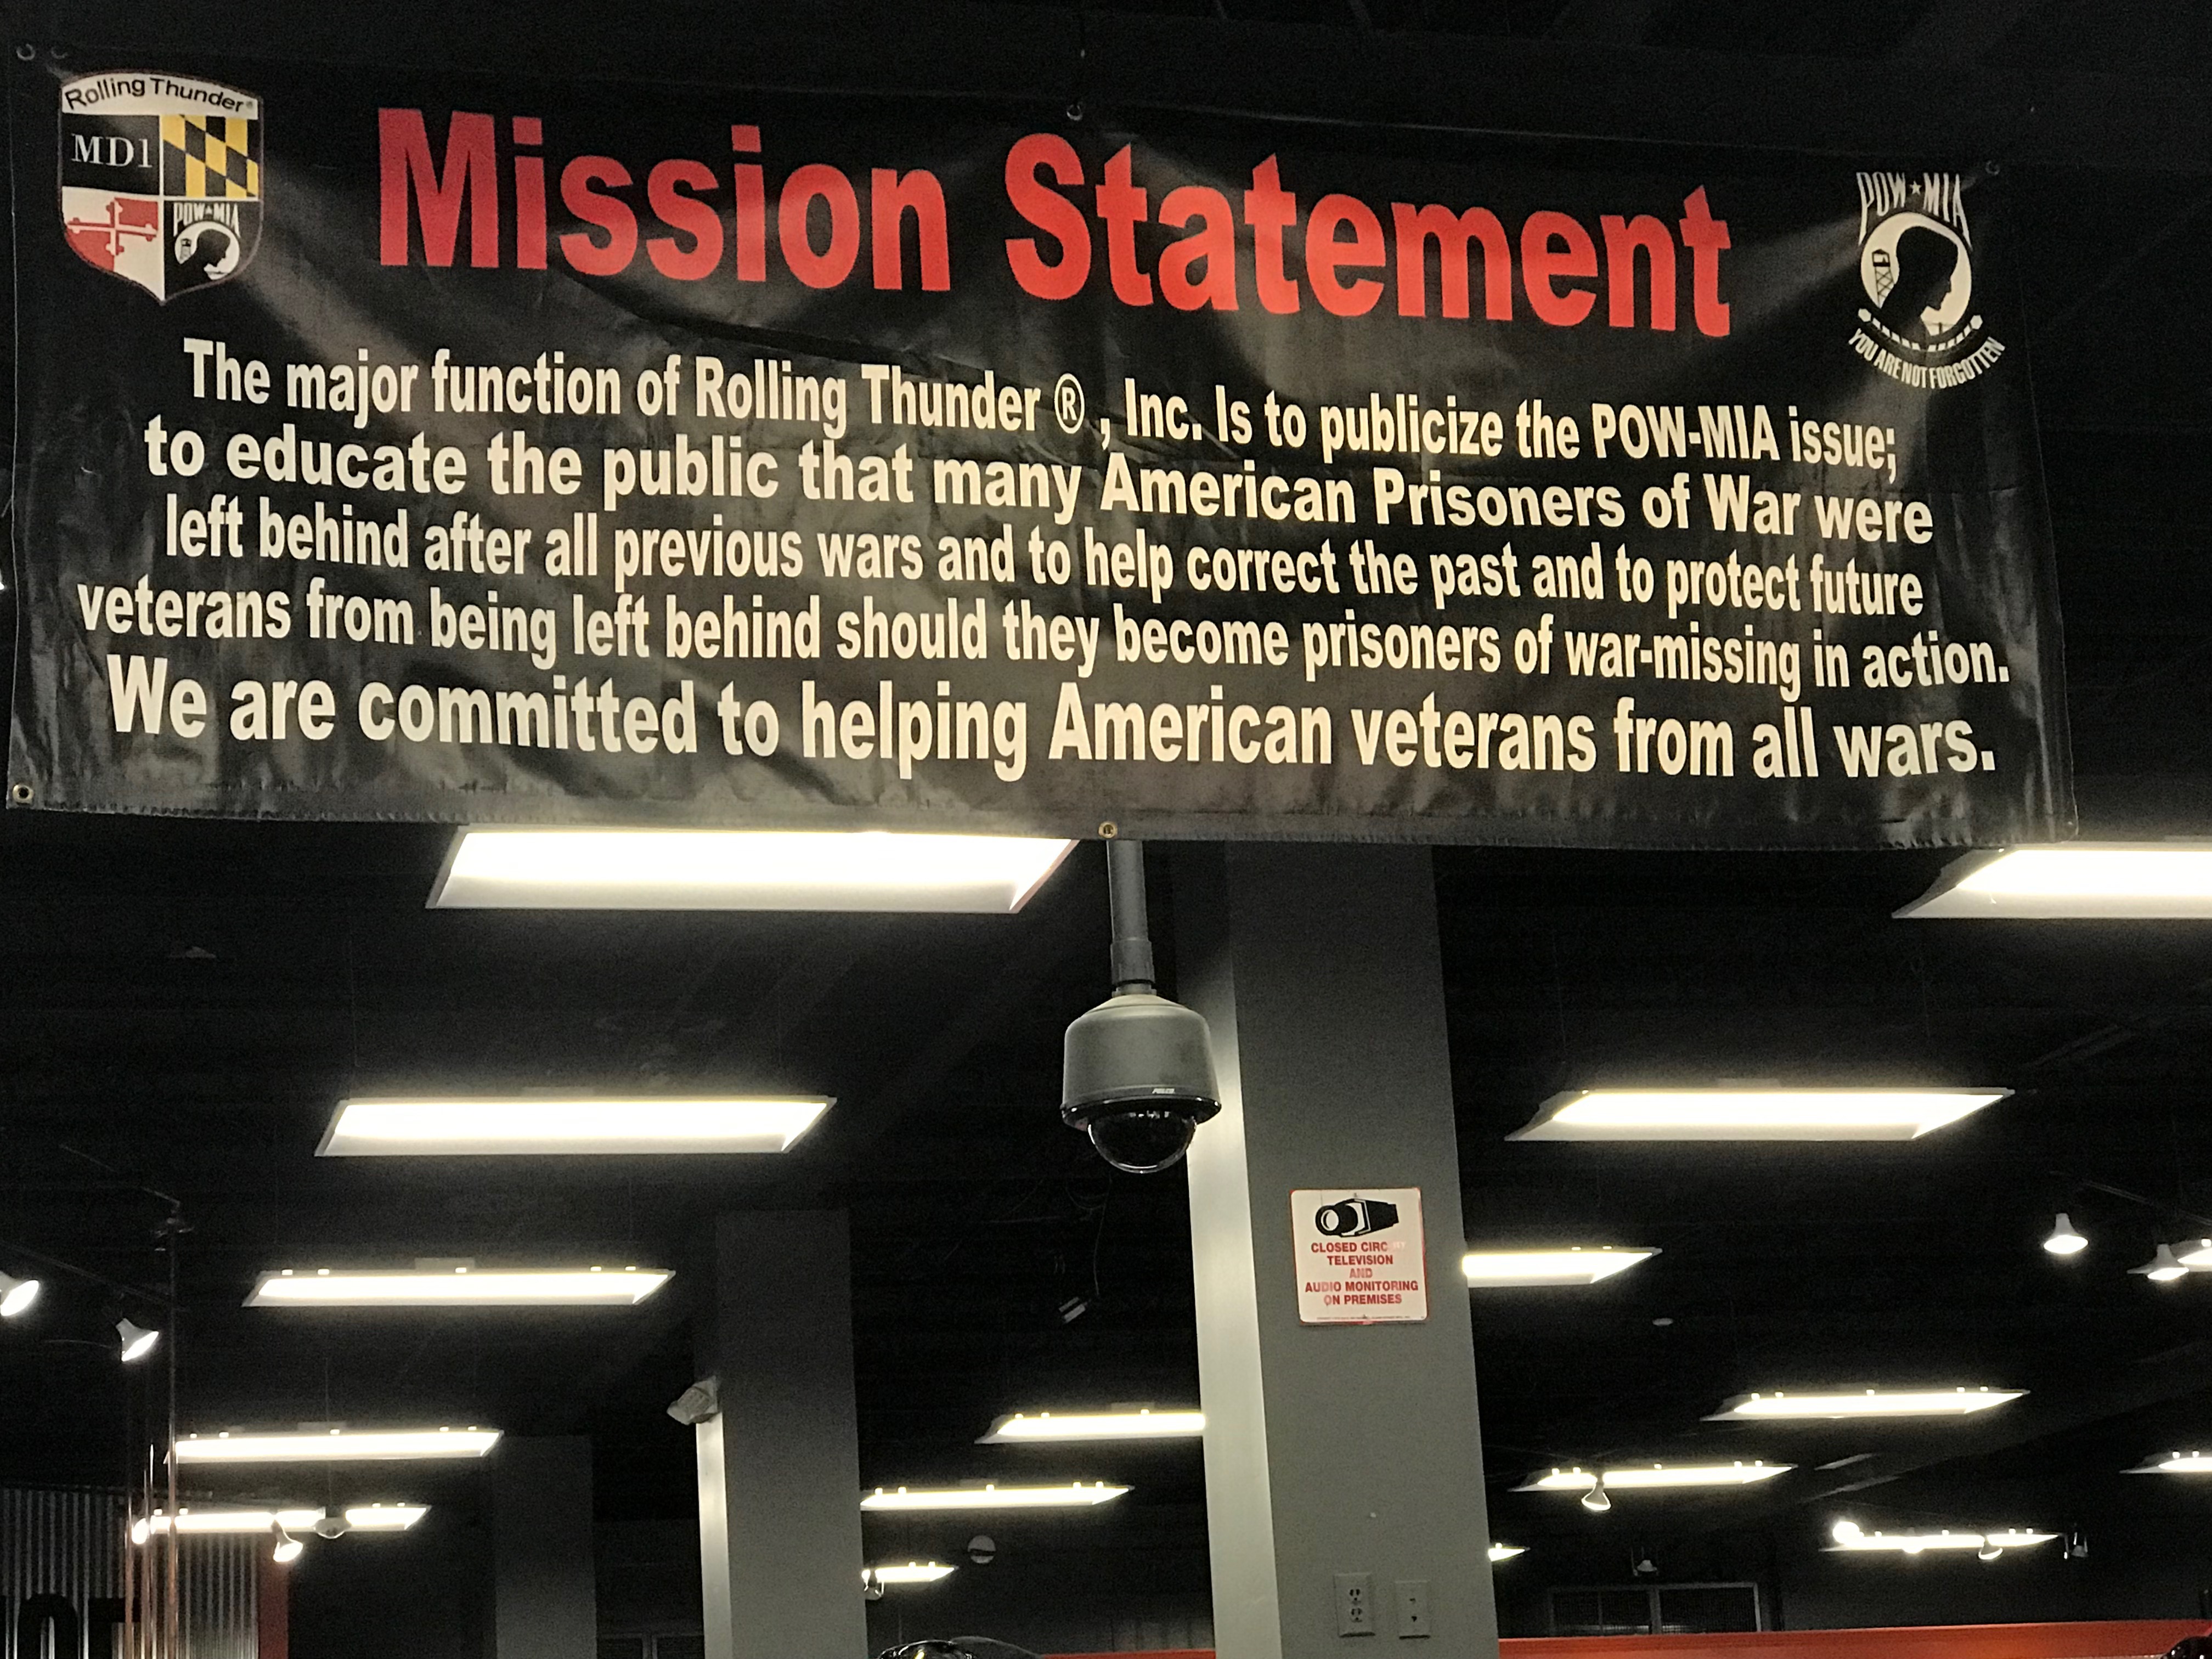 Rolling Thunder®
MD1
POW★MIA
Mission Statement
POW★MIA
YOU ARE NOT FORGOTTEN
The major function of Rolling Thunder ® , Inc. Is to publicize the POW-MIA issue;
to educate the public that many American Prisoners of War were
left behind after all previous wars and to help correct the past and to protect future
veterans from being left behind should they become prisoners of war-missing in action.
We are committed to helping American veterans from all wars.
CLOSED CIRCUIT
TELEVISION
AND
AUDIO MONITORING
ON PREMISES